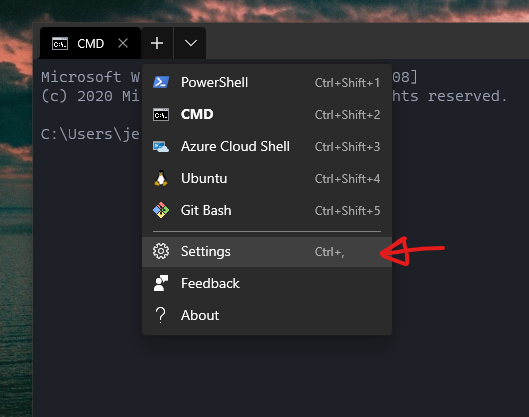 CMD
Microsoft W 08]
(c) 2020 Mi hts reserved.
C:\Users\je
PowerShell Ctrl+Shift+1
CMD Ctrl+Shift+2
Azure Cloud Shell Ctrl+Shift+3
Ubuntu Ctrl+Shift+4
Git Bash Ctrl+Shift+5
Settings Ctrl+,
Feedback
? About